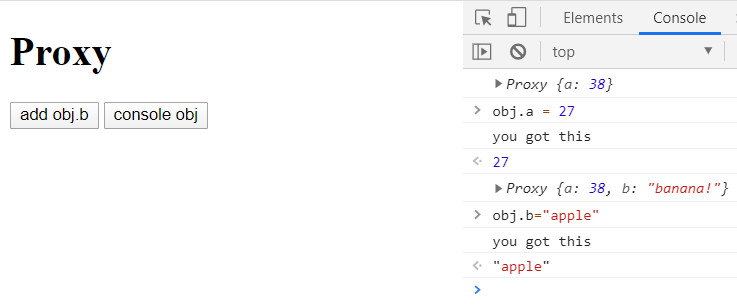 Proxy
add obj.b console obj
Elements Console
top
Proxy {a: 38}
obj.a = 27
you got this
27
Proxy {a: 38, b: "banana!"}
obj.b="apple"
you got this
"apple"